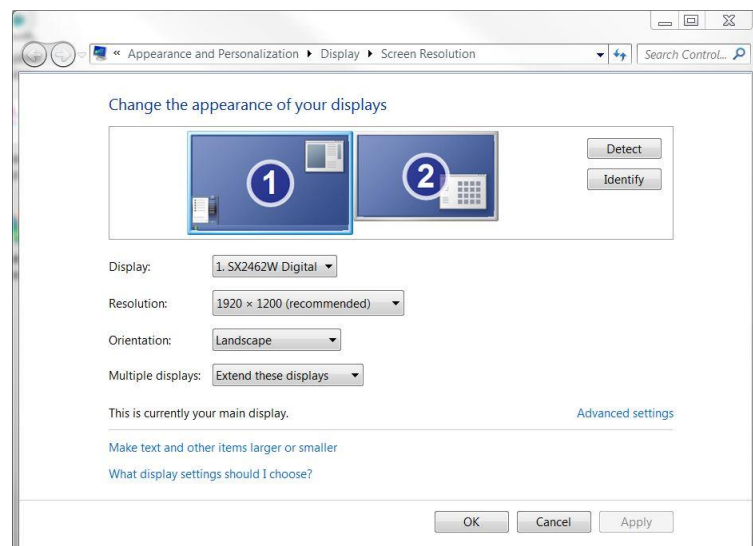 « Appearance and Personalization ▸ Display ▸ Screen Resolution
Search Control...
Change the appearance of your displays
1
2
Detect
Identify
Display: 1. SX2462W Digital
Resolution: 1920 × 1200 (recommended)
Orientation: Landscape
Multiple displays: Extend these displays
This is currently your main display.
Advanced settings
Make text and other items larger or smaller
What display settings should I choose?
OK
Cancel
Apply